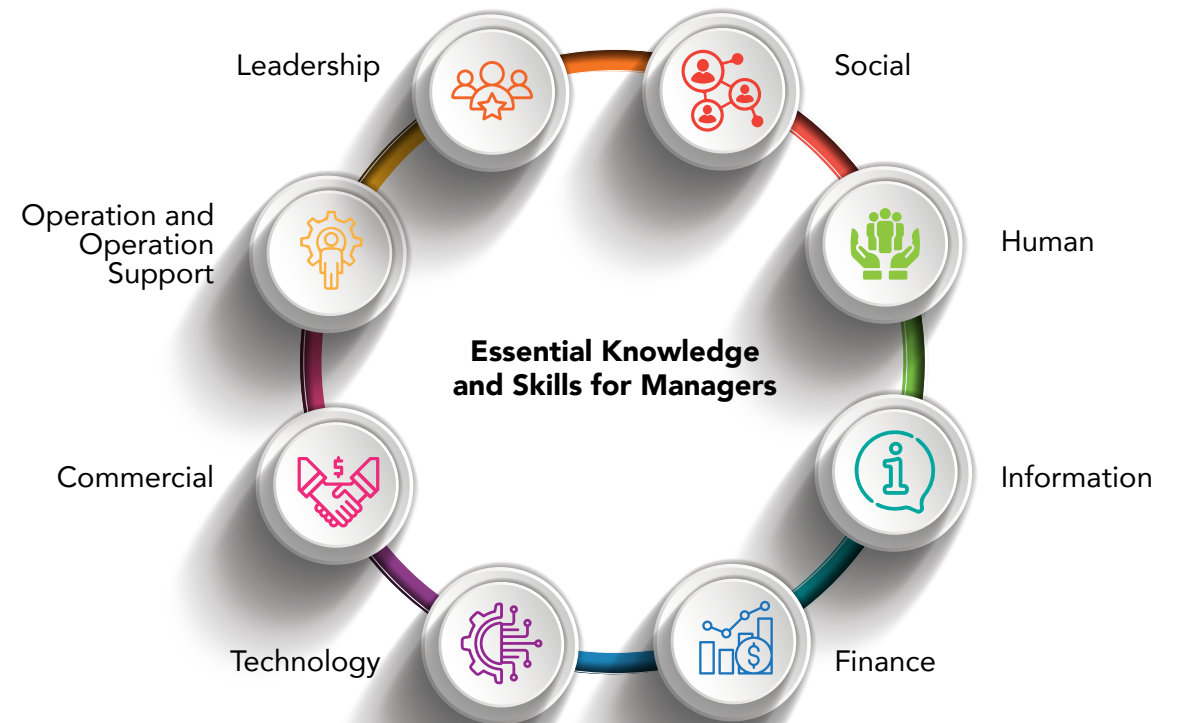 Leadership
Social
Operation and
Operation
Support
Human
Essential Knowledge
and Skills for Managers
Commercial
Information
Technology
Finance